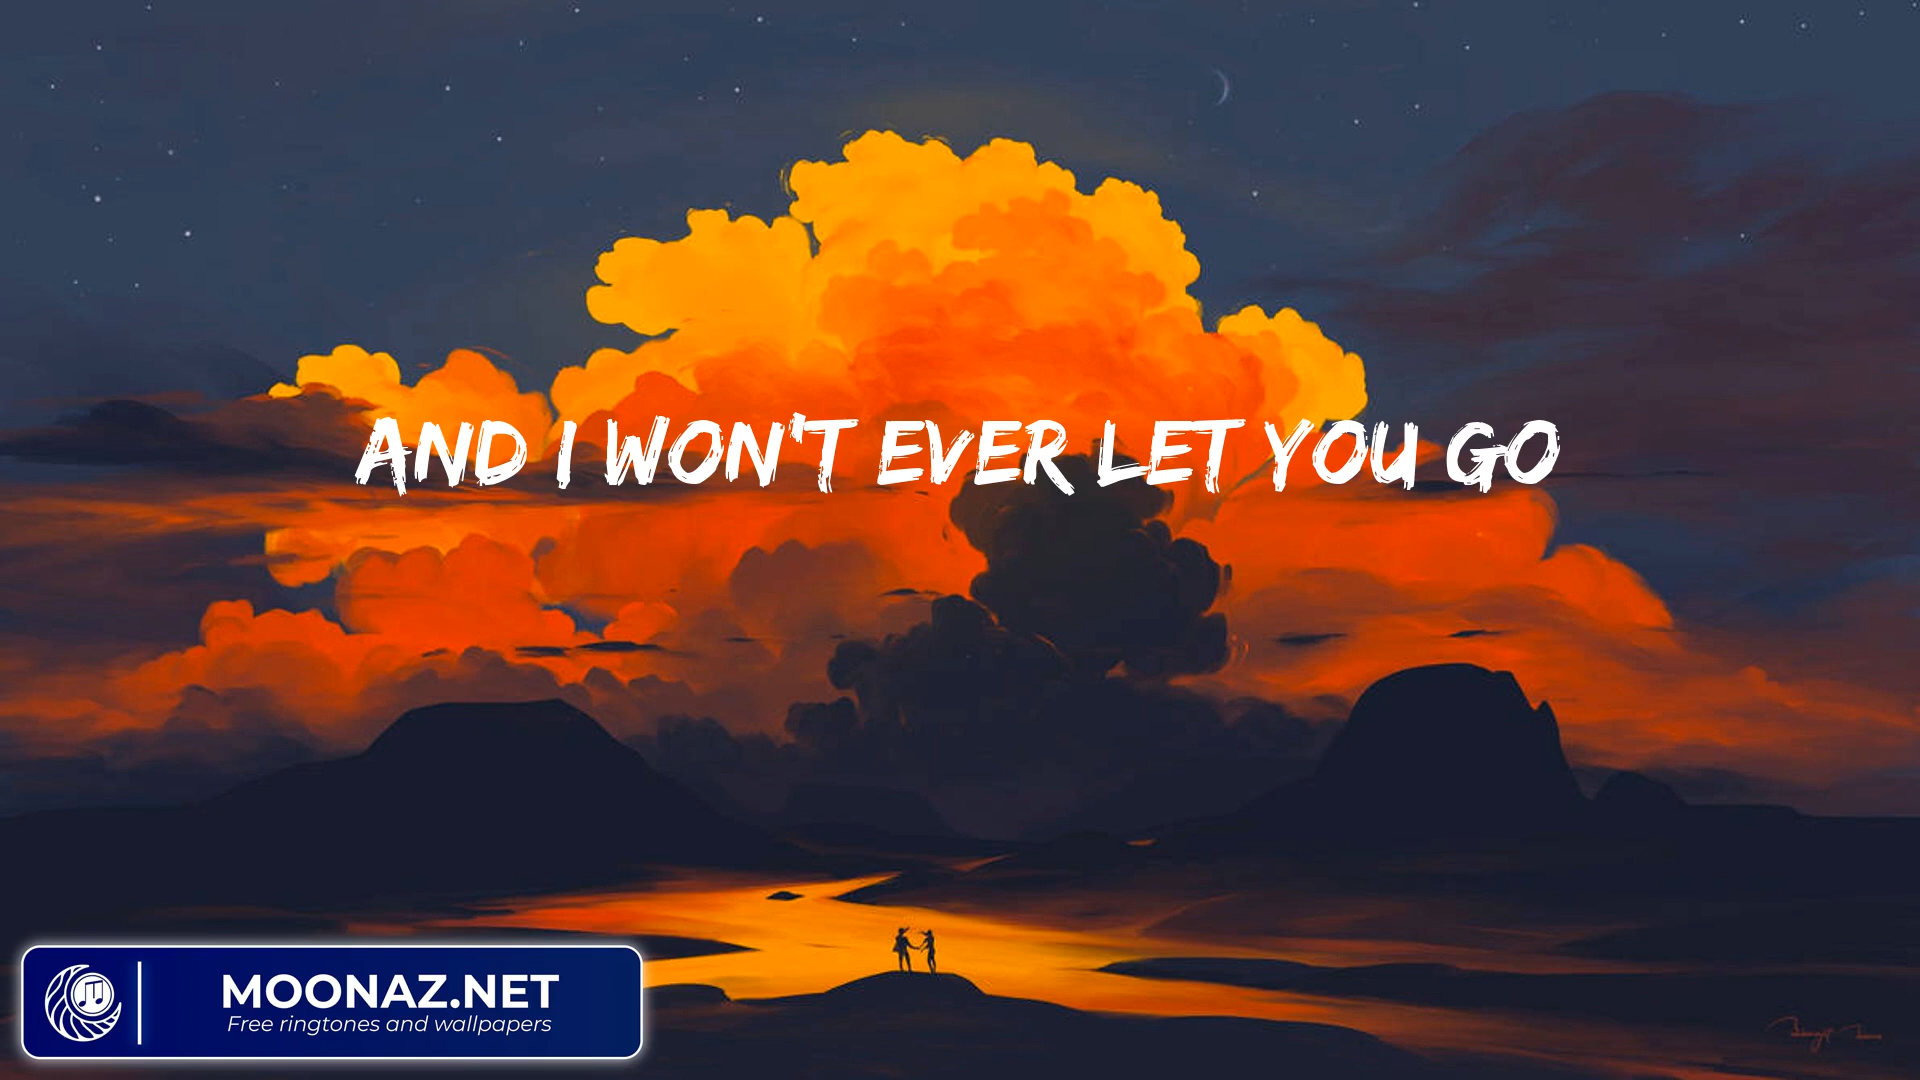 AND I WON'T EVER LET YOU GO
MOONAZ.NET
Free ringtones and wallpapers